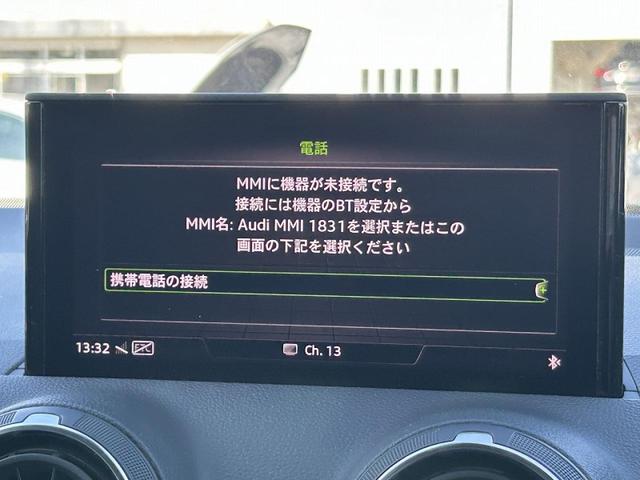 電話
MMIに機器が未接続です。
接続には機器のBT設定から
MMI名: Audi MMI 1831を選択またはこの
画面の下記を選択ください
携帯電話の接続
13:32
Ch. 13